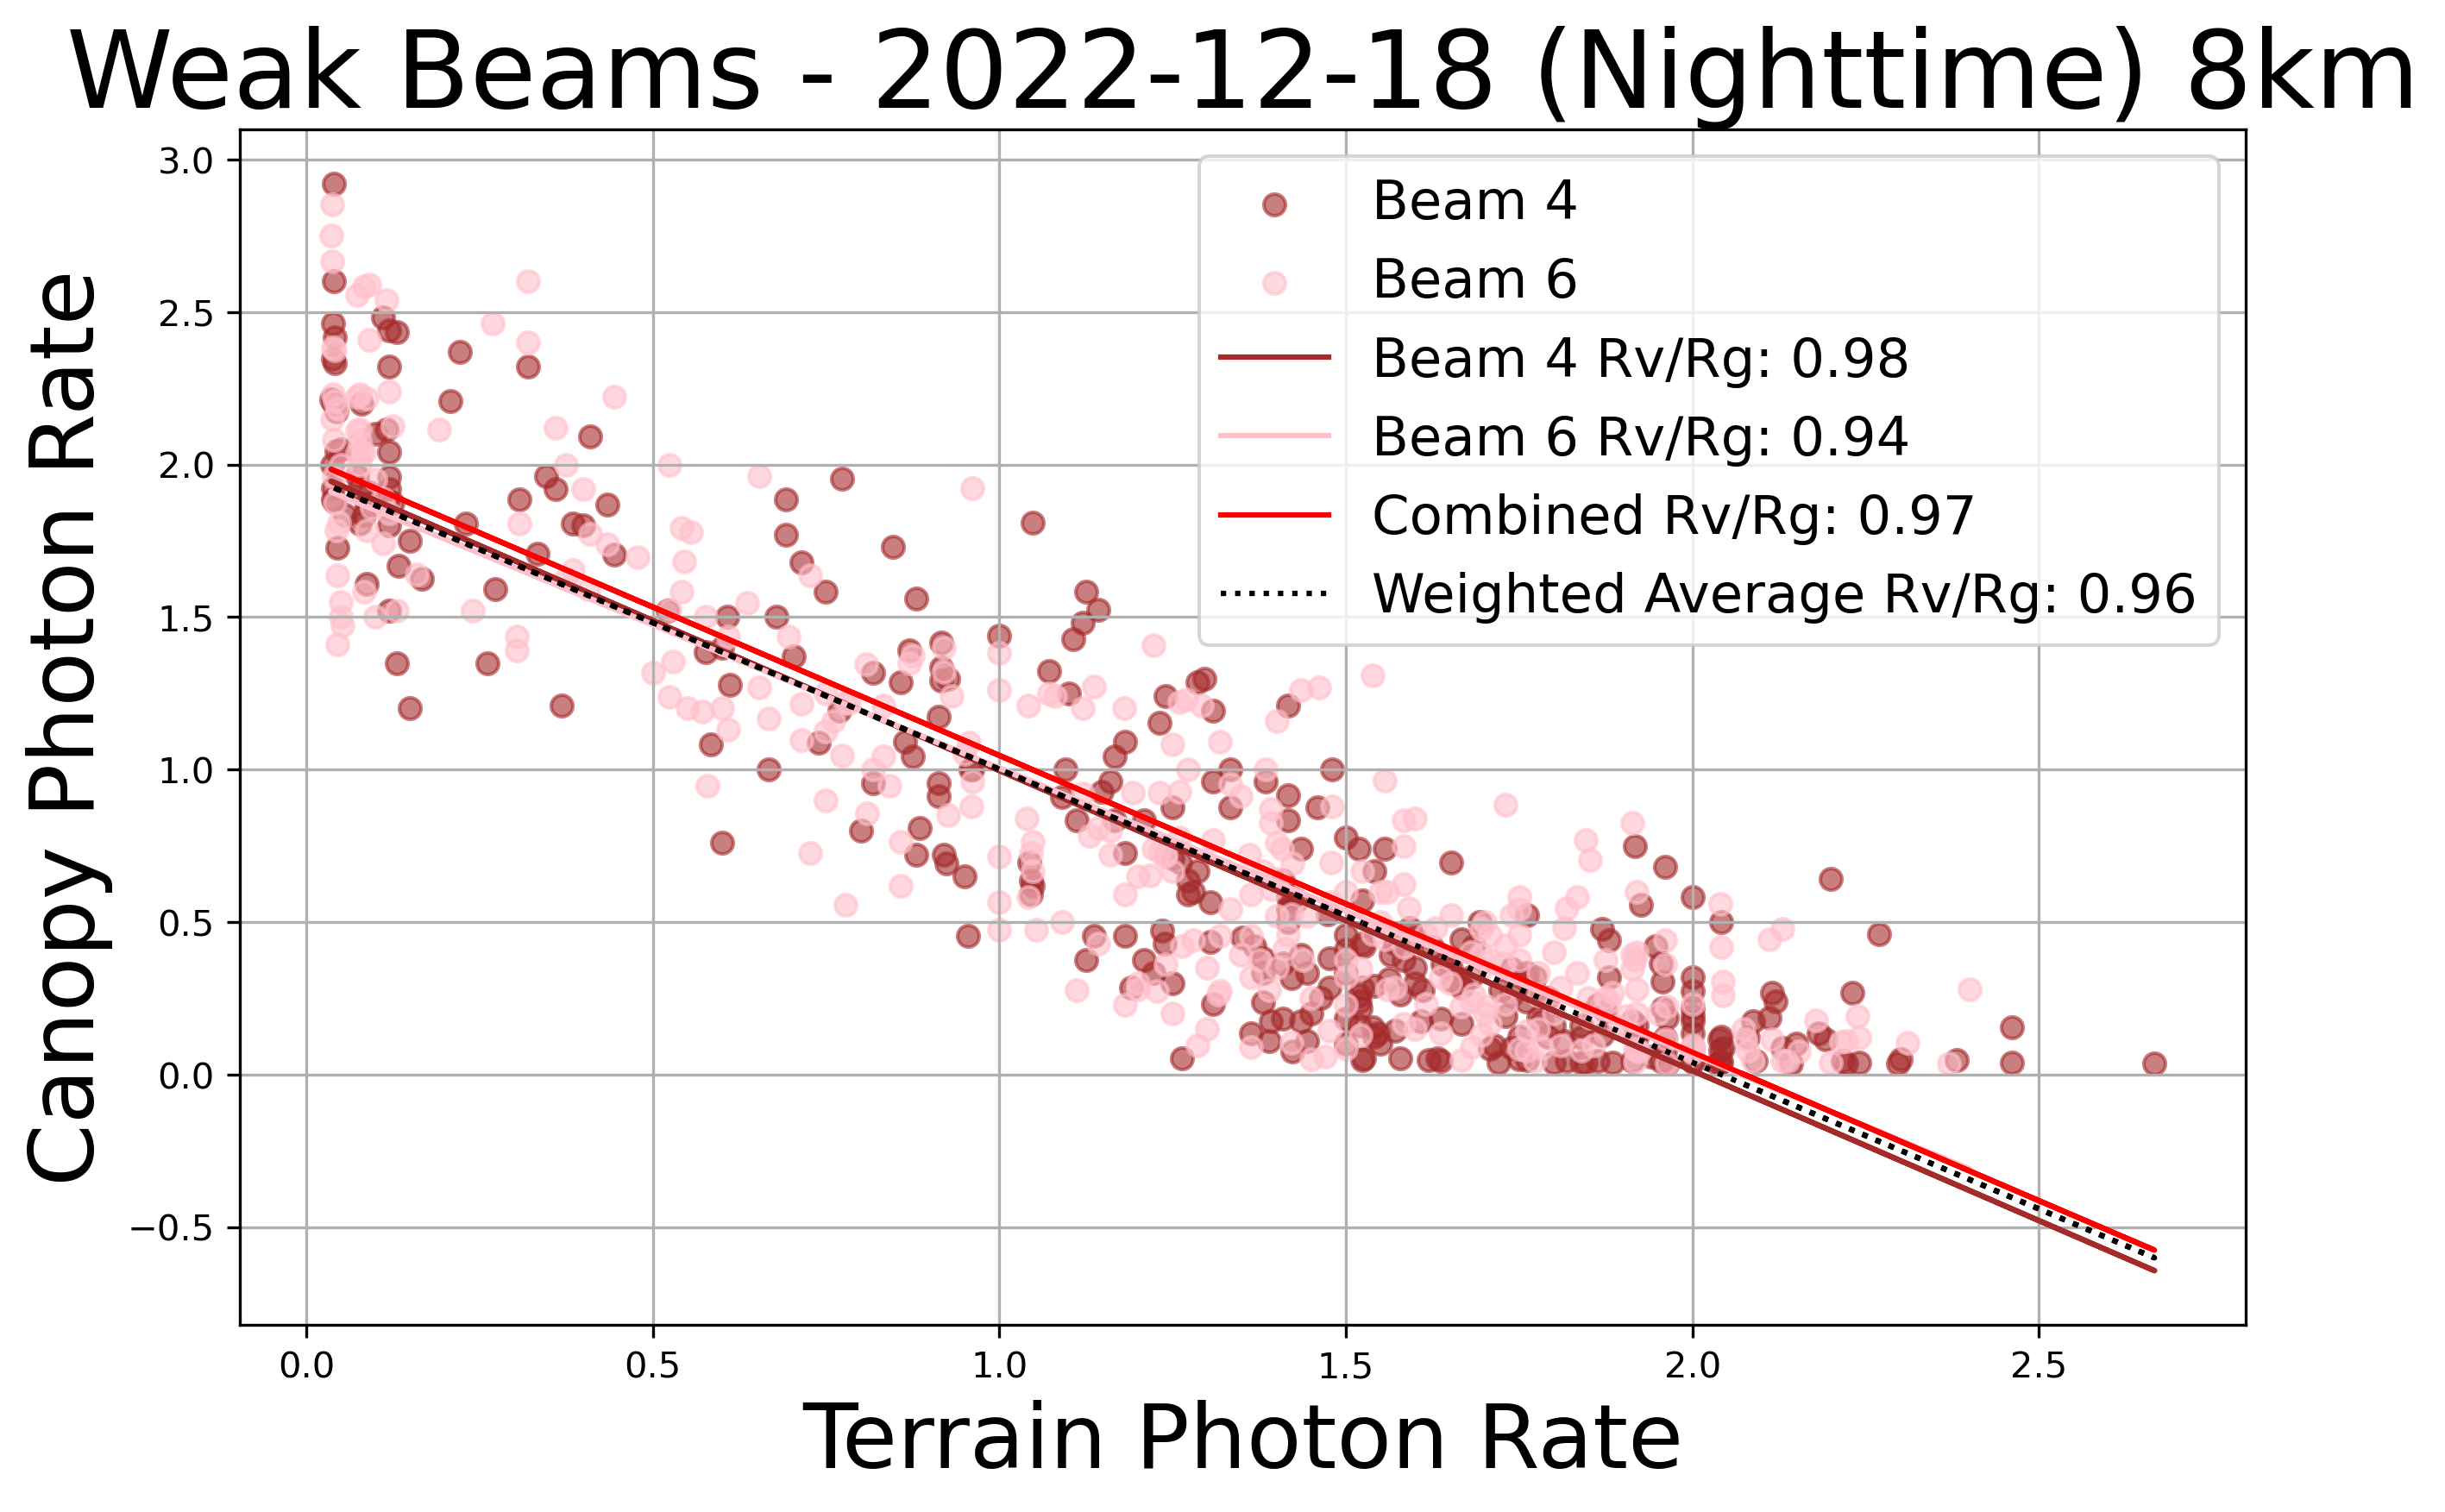 Weak Beams - 2022-12-18 (Nighttime) 8km
Canopy Photon Rate
3.0
2.5
2.0
1.5
1.0
0.5
0.0
−0.5
Beam 4
Beam 6
Beam 4 Rv/Rg: 0.98
Beam 6 Rv/Rg: 0.94
Combined Rv/Rg: 0.97
Weighted Average Rv/Rg: 0.96
0.0 0.5 1.0 1.5 2.0 2.5
Terrain Photon Rate